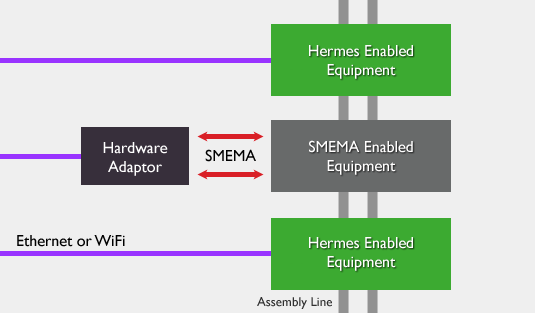 Hermes Enabled
Equipment
Hardware
Adaptor
SMEMA
SMEMA Enabled
Equipment
Ethernet or WiFi
Hermes Enabled
Equipment
Assembly Line